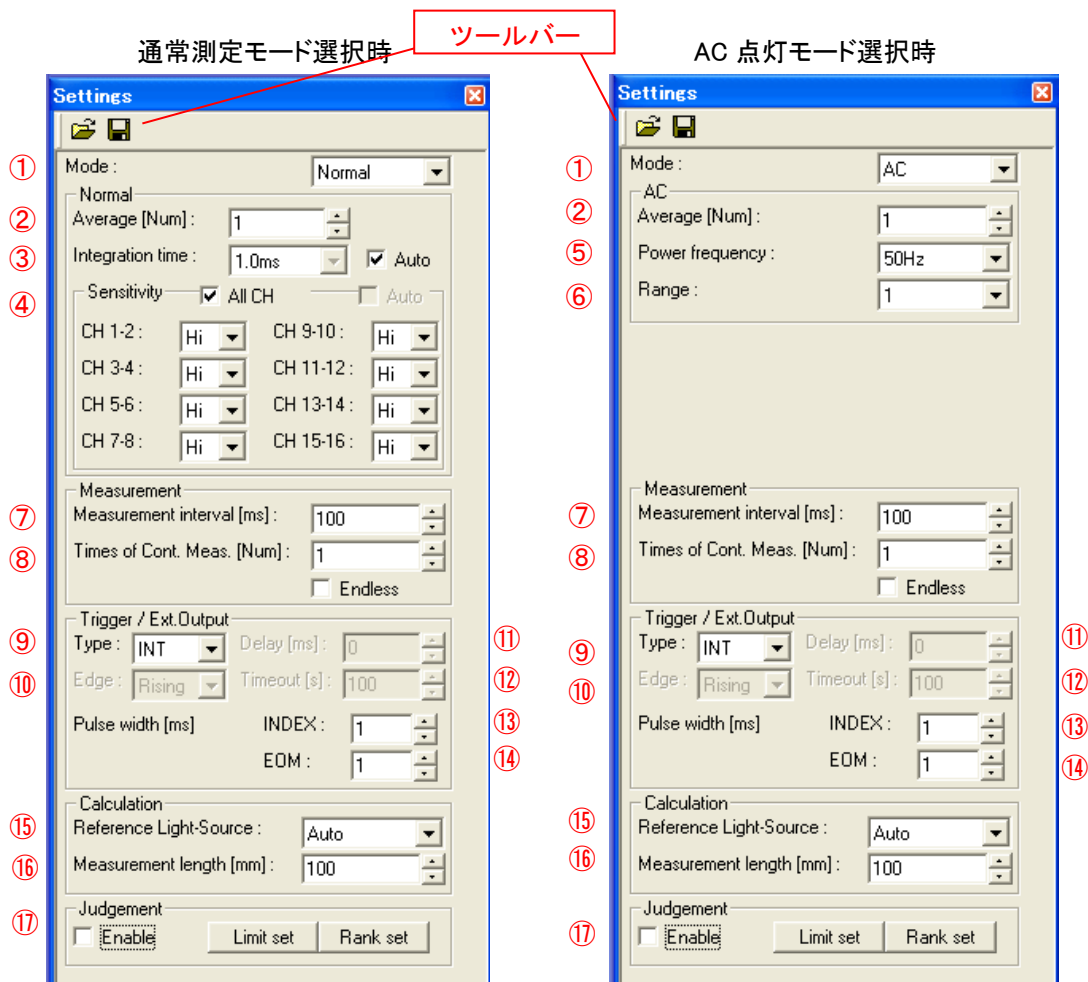 ツールバー
通常測定モード選択時
Settings
① Mode : Normal
Normal
② Average [Num] : 1
③ Integration time : 1.0ms Auto
④ Sensitivity All CH Auto
CH 1-2 : Hi CH 9-10 : Hi
CH 3-4 : Hi CH 11-12 : Hi
CH 5-6 : Hi CH 13-14 : Hi
CH 7-8 : Hi CH 15-16 : Hi
Measurement
⑦ Measurement interval [ms] : 100
⑧ Times of Cont. Meas. [Num] : 1
Endless
Trigger / Ext.Output
⑨ Type : INT Delay [ms] : 0 ⑪
⑩ Edge : Rising Timeout [s] : 100 ⑫
Pulse width [ms] INDEX : 1 ⑬
EOM : 1 ⑭
Calculation
⑮ Reference Light-Source : Auto
⑯ Measurement length [mm] : 100
Judgement
⑰ Enable Limit set Rank set
AC 点灯モード選択時
Settings
① Mode : AC
AC
② Average [Num] : 1
⑤ Power frequency : 50Hz
⑥ Range : 1
Measurement
⑦ Measurement interval [ms] : 100
⑧ Times of Cont. Meas. [Num] : 1
Endless
Trigger / Ext.Output
⑨ Type : INT Delay [ms] : 0 ⑪
⑩ Edge : Rising Timeout [s] : 100 ⑫
Pulse width [ms] INDEX : 1 ⑬
EOM : 1 ⑭
Calculation
⑮ Reference Light-Source : Auto
⑯ Measurement length [mm] : 100
Judgement
⑰ Enable Limit set Rank set